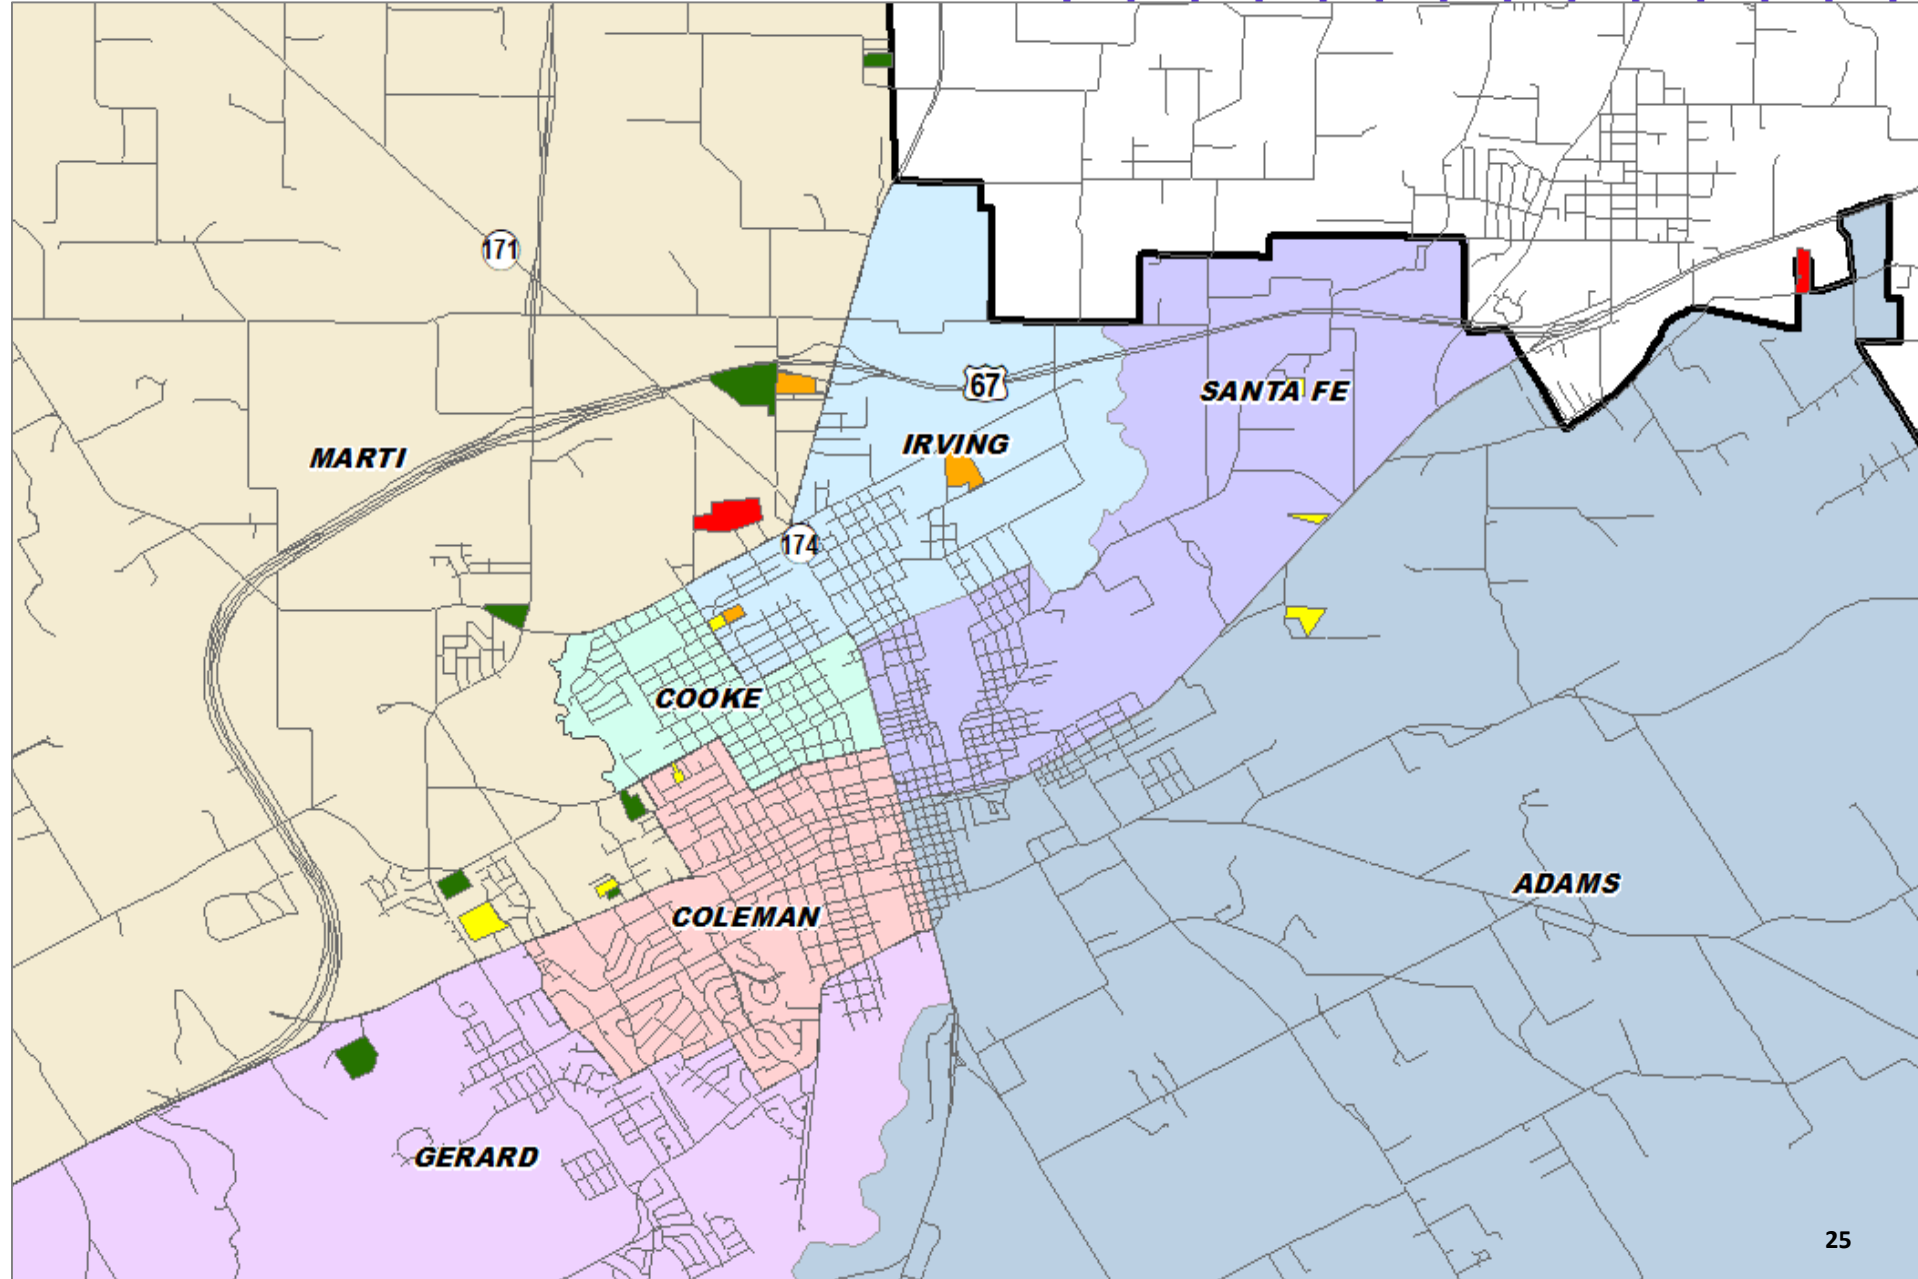 171
67
SANTA FE
IRVING
MARTI
174
COOKE
ADAMS
COLEMAN
GERARD
25